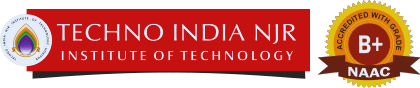 TECHNO INDIA NJR
INSTITUTE OF TECHNOLOGY
ACCREDITED WITH GRADE
B+
NAAC